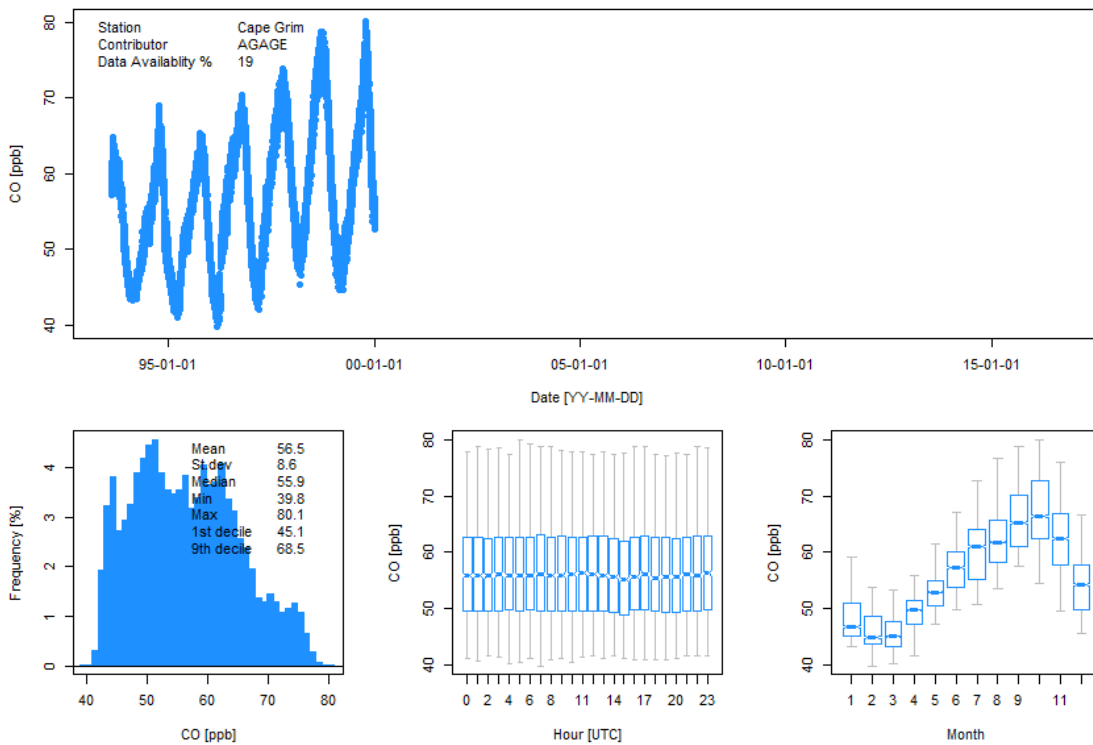 Station Cape Grim
Contributor AGAGE
Data Availablity % 19
CO [ppb]
80
70
60
50
40
95-01-01 00-01-01 05-01-01 10-01-01 15-01-01
Date [YY-MM-DD]
Mean 56.5
St dev 8.6
Median 55.9
Min 39.8
Max 80.1
1st decile 45.1
9th decile 68.5
Frequency [%]
4
3
2
1
0
40 50 60 70 80
CO [ppb]
CO [ppb]
80
70
60
50
40
0 2 4 6 8 11 14 17 20 23
Hour [UTC]
CO [ppb]
80
70
60
50
40
1 2 3 4 5 6 7 8 9 11
Month